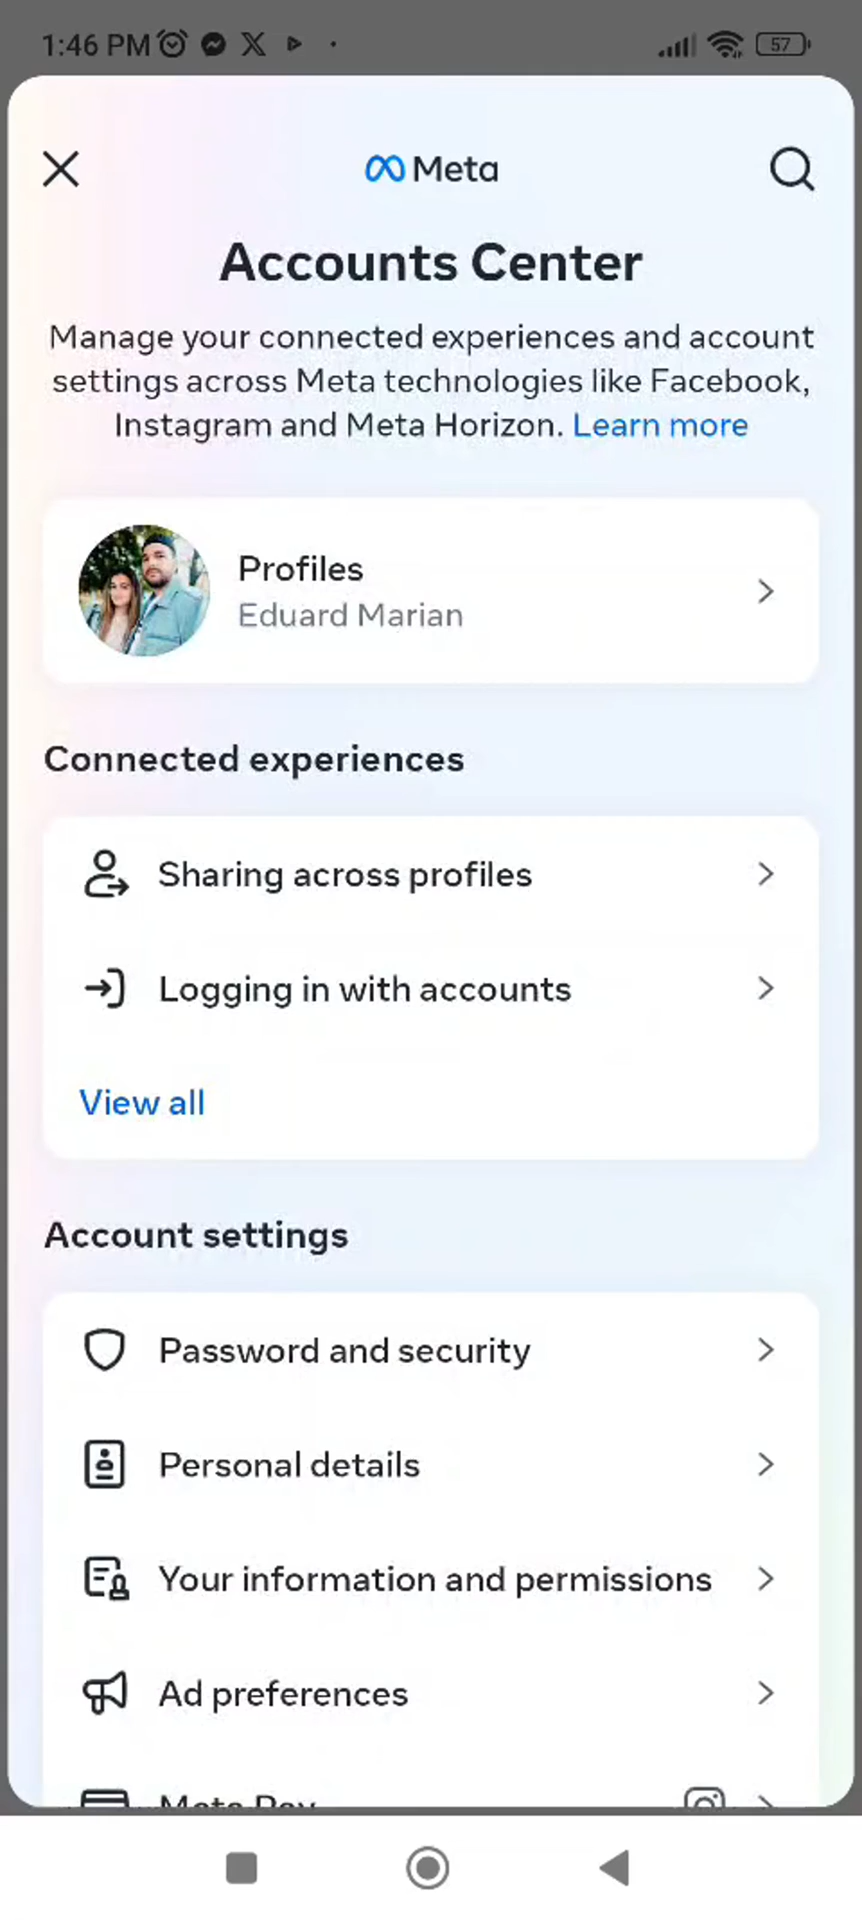 1:46 PM
57
Meta
Accounts Center
Manage your connected experiences and account
settings across Meta technologies like Facebook,
Instagram and Meta Horizon. Learn more
Profiles
Eduard Marian
Connected experiences
Sharing across profiles
Logging in with accounts
View all
Account settings
Password and security
Personal details
Your information and permissions
Ad preferences
Meta Pay